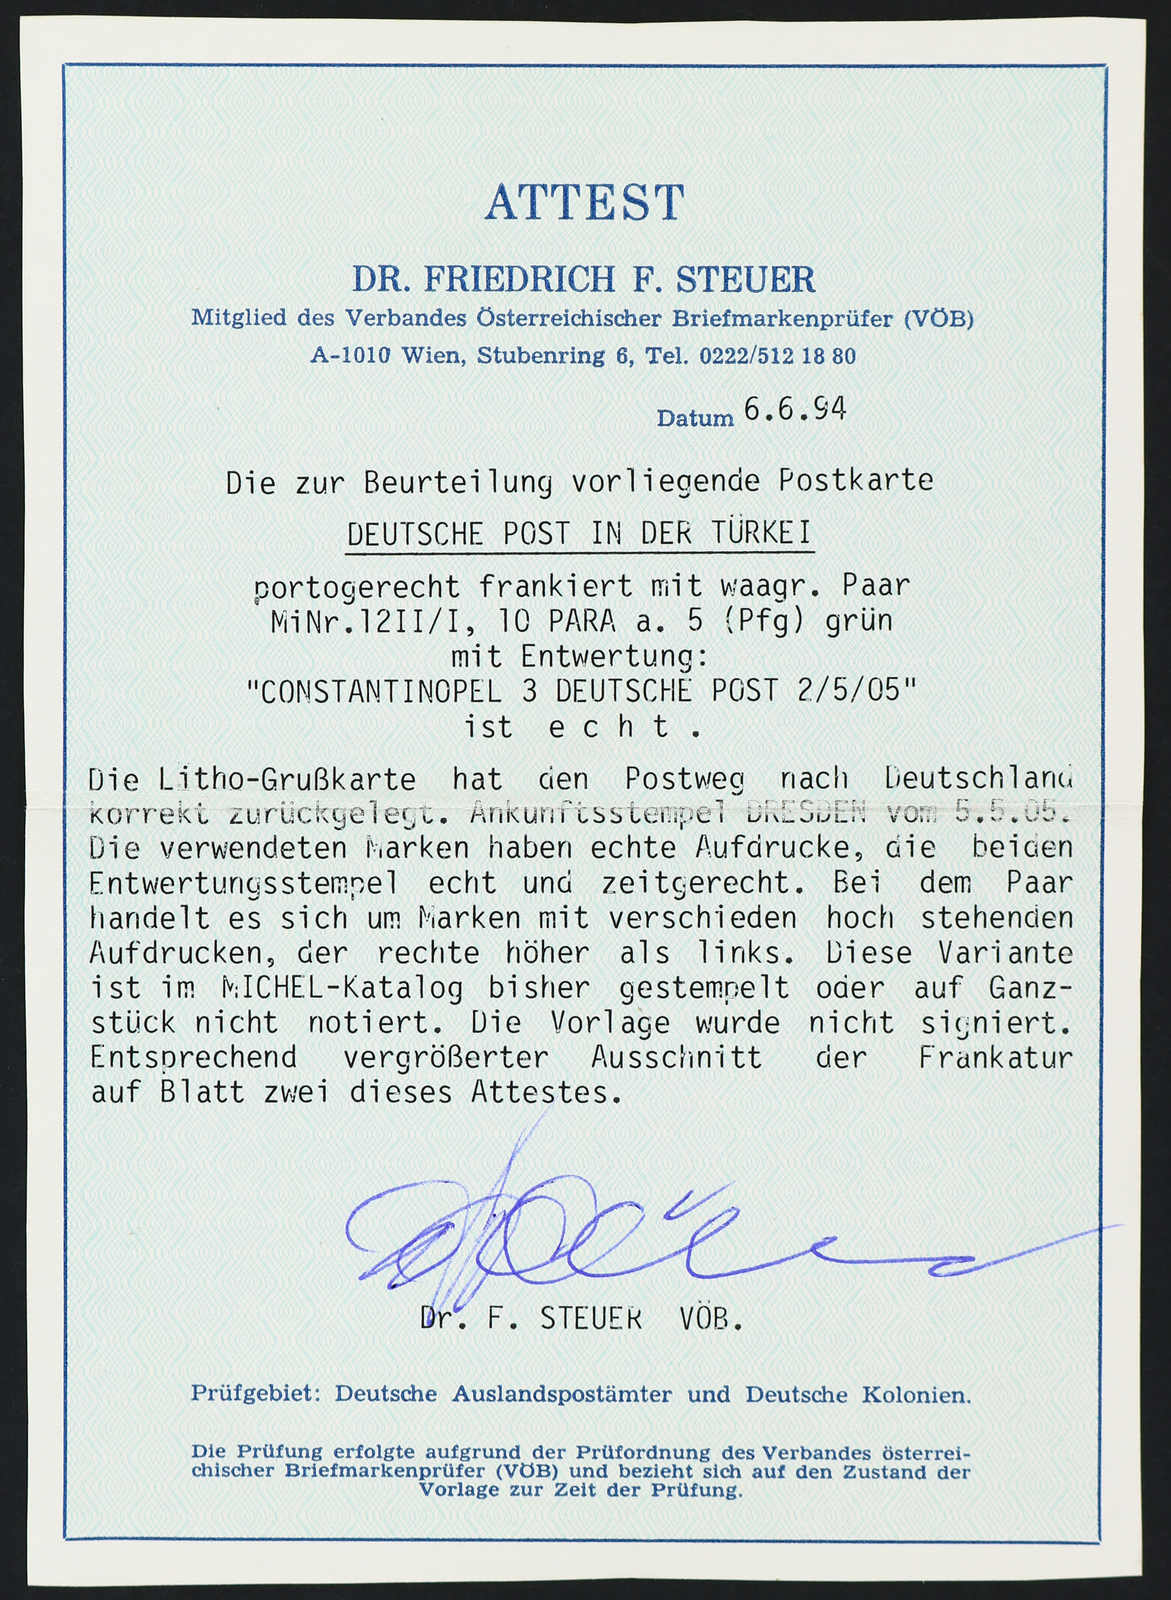 ATTEST
DR. FRIEDRICH F. STEUER
Mitglied des Verbandes Österreichischer Briefmarkenprüfer (VÖB)
A-1010 Wien, Stubenring 6, Tel. 0222/512 18 80
Datum 6.6.94
Die zur Beurteilung vorliegende Postkarte
DEUTSCHE POST IN DER TÜRKEI
portogerecht frankiert mit waagr. Paar
MiNr.12II/I, 10 PARA a. 5 (Pfg) grün
mit Entwertung:
"CONSTANTINOPEL 3 DEUTSCHE POST 2/5/05"
ist e c h t .
Die Litho-Grußkarte hat den Postweg nach Deutschland
korrekt zurückgelegt. Ankunftsstempel DRESDEN vom 5.5.05.
Die verwendeten Marken haben echte Aufdrucke, die beiden
Entwertungsstempel echt und zeitgerecht. Bei dem Paar
handelt es sich um Marken mit verschieden hoch stehenden
Aufdrucken, der rechte höher als links. Diese Variante
ist im MICHEL-Katalog bisher gestempelt oder auf Ganz-
stück nicht notiert. Die Vorlage wurde nicht signiert.
Entsprechend vergrößerter Ausschnitt der Frankatur
auf Blatt zwei dieses Attestes.
Dr. F. STEUER VÖB.
Prüfgebiet: Deutsche Auslandspostämter und Deutsche Kolonien.
Die Prüfung erfolgte aufgrund der Prüfordnung des Verbandes österrei-
chischer Briefmarkenprüfer (VÖB) und bezieht sich auf den Zustand der
Vorlage zur Zeit der Prüfung.